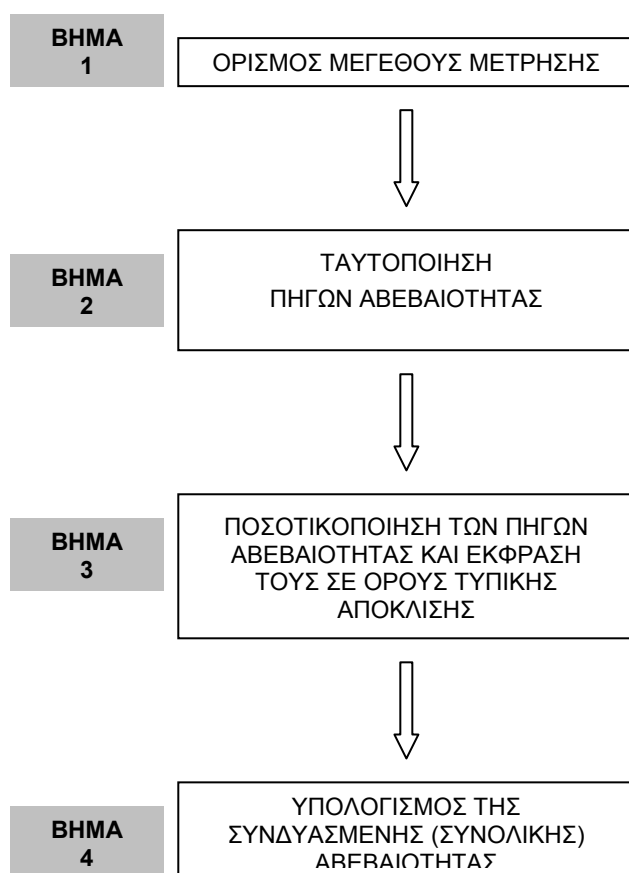 ΒΗΜΑ
1
ΟΡΙΣΜΟΣ ΜΕΓΕΘΟΥΣ ΜΕΤΡΗΣΗΣ
ΒΗΜΑ
2
ΤΑΥΤΟΠΟΙΗΣΗ
ΠΗΓΩΝ ΑΒΕΒΑΙΟΤΗΤΑΣ
ΒΗΜΑ
3
ΠΟΣΟΤΙΚΟΠΟΙΗΣΗ ΤΩΝ ΠΗΓΩΝ
ΑΒΕΒΑΙΟΤΗΤΑΣ ΚΑΙ ΕΚΦΡΑΣΗ
ΤΟΥΣ ΣΕ ΟΡΟΥΣ ΤΥΠΙΚΗΣ
ΑΠΟΚΛΙΣΗΣ
ΒΗΜΑ
4
ΥΠΟΛΟΓΙΣΜΟΣ ΤΗΣ
ΣΥΝΔΥΑΣΜΕΝΗΣ (ΣΥΝΟΛΙΚΗΣ)
ΑΒΕΒΑΙΟΤΗΤΑΣ